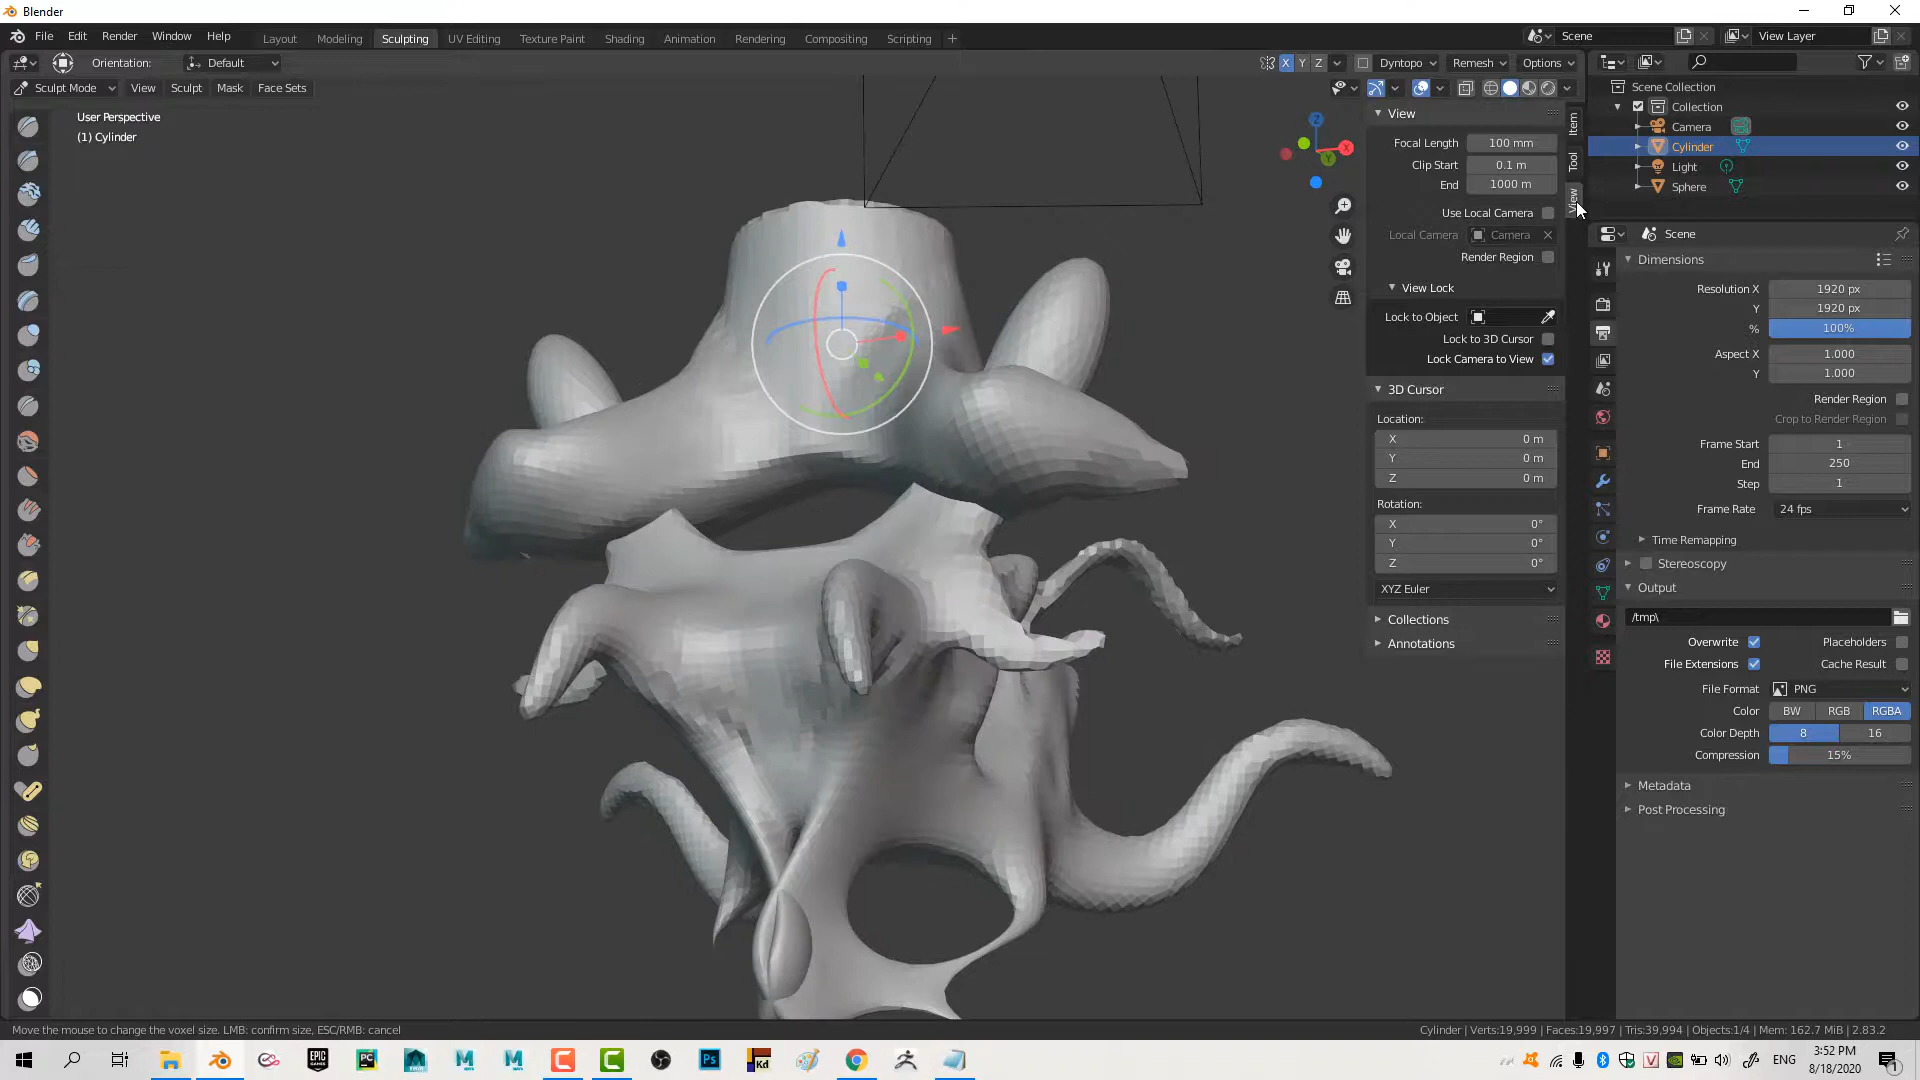 Blender
File Edit Render Window Help
Layout Modeling Sculpting UV Editing Texture Paint Shading Animation Rendering Compositing Scripting +
Scene
View Layer
Orientation: Default
X Y Z
Dyntopo Remesh Options
Sculpt Mode View Sculpt Mask Face Sets
User Perspective
(1) Cylinder
Z
X
Y
View
Focal Length 100 mm
Clip Start 0.1 m
End 1000 m
Use Local Camera
Local Camera Camera
Render Region
View Lock
Lock to Object
Lock to 3D Cursor
Lock Camera to View
3D Cursor
Location:
X 0 m
Y 0 m
Z 0 m
Rotation:
X 0°
Y 0°
Z 0°
XYZ Euler
Collections
Annotations
Item
Tool
View
Scene Collection
Collection
Camera
Cylinder
Light
Sphere
Scene
Dimensions
Resolution X 1920 px
Y 1920 px
% 100%
Aspect X 1.000
Y 1.000
Render Region
Crop to Render Region
Frame Start 1
End 250
Step 1
Frame Rate 24 fps
Time Remapping
Stereoscopy
Output
/tmp\
Overwrite Placeholders
File Extensions Cache Result
File Format PNG
Color BW RGB RGBA
Color Depth 8 16
Compression 15%
Metadata
Post Processing
Move the mouse to change the voxel size. LMB: confirm size, ESC/RMB: cancel
Cylinder | Verts:19,999 | Faces:19,997 | Tris:39,994 | Objects:1/4 | Mem: 162.7 MiB | 2.83.2
EPIC
PC
M
M
C
C
Ps
Kd
V
ENG
3:52 PM
8/18/2020
1